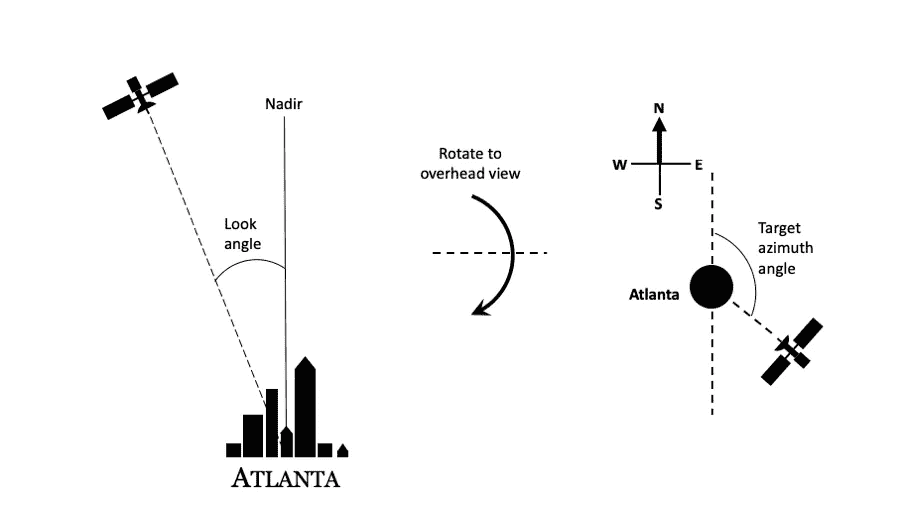 Nadir
Look
angle
ATLANTA
Rotate to
overhead view
N
W
E
S
Target
azimuth
angle
Atlanta